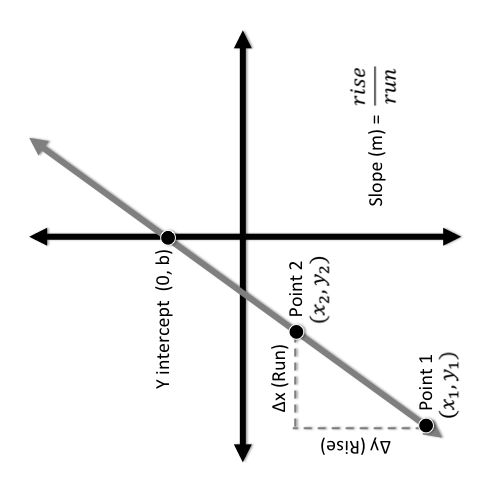 Y intercept (0, b)
Slope (m) = rise
run
Δx (Run)
Point 2
(x₂, y₂)
Δy (Rise)
Point 1
(x₁, y₁)